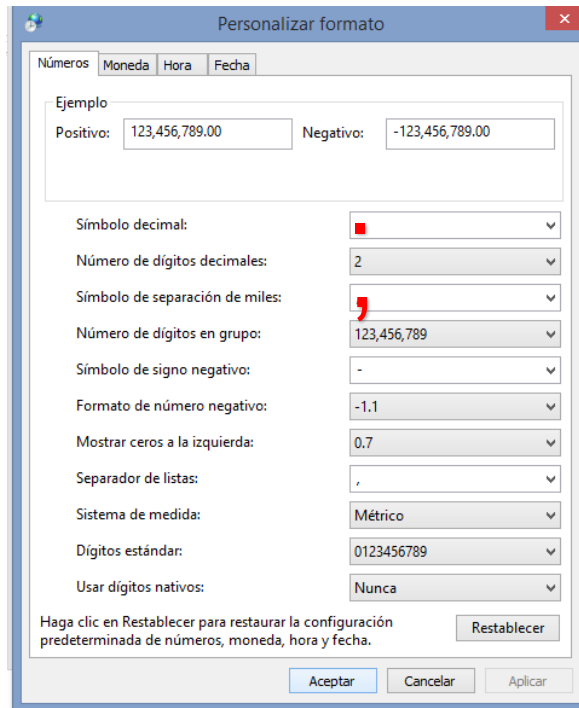 Personalizar formato
Números Moneda Hora Fecha
Ejemplo
Positivo: 123,456,789.00 Negativo: -123,456,789.00
Símbolo decimal: .
Número de dígitos decimales: 2
Símbolo de separación de miles: ,
Número de dígitos en grupo: 123,456,789
Símbolo de signo negativo: -
Formato de número negativo: -1.1
Mostrar ceros a la izquierda: 0.7
Separador de listas: ,
Sistema de medida: Métrico
Dígitos estándar: 0123456789
Usar dígitos nativos: Nunca
Haga clic en Restablecer para restaurar la configuración
predeterminada de números, moneda, hora y fecha.
Restablecer
Aceptar Cancelar Aplicar